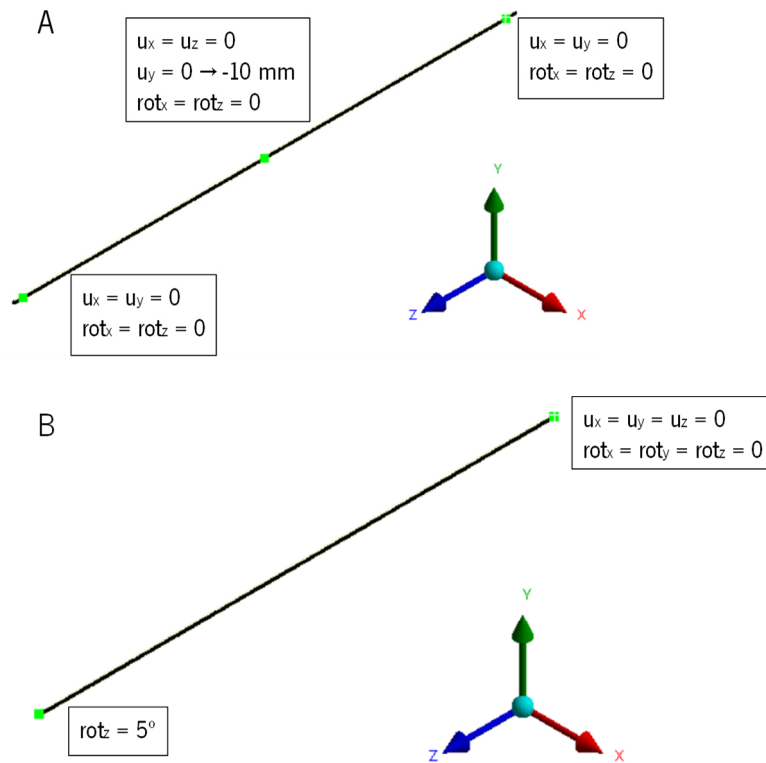 A
uₓ = u_z = 0
u_y = 0 → -10 mm
rotₓ = rot_z = 0
uₓ = u_y = 0
rotₓ = rot_z = 0
Y
Z
X
uₓ = u_y = 0
rotₓ = rot_z = 0
B
uₓ = u_y = u_z = 0
rotₓ = rot_y = rot_z = 0
Y
Z
X
rot_z = 5º